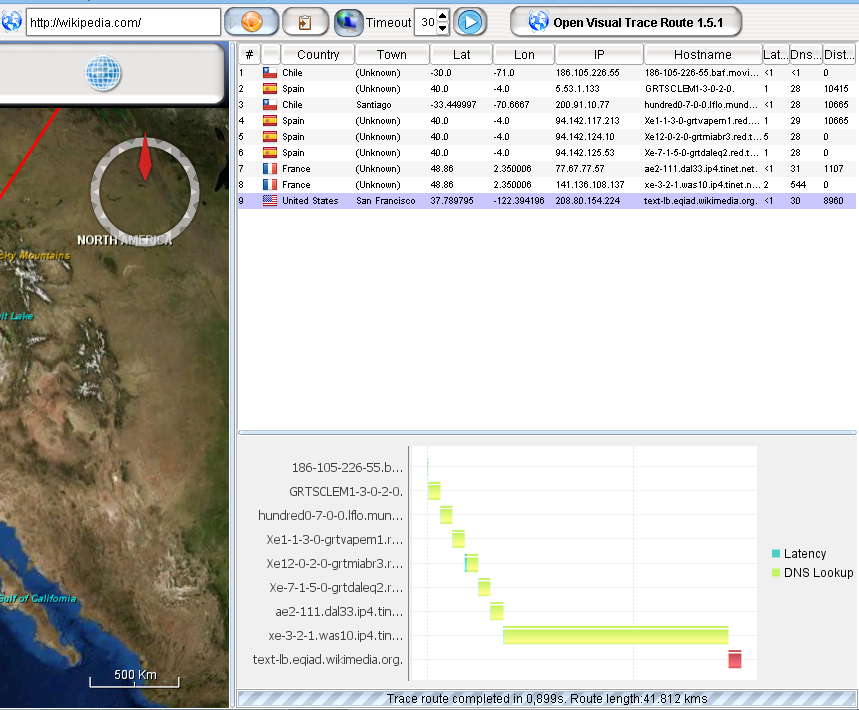 http://wikipedia.com/ Timeout 30 Open Visual Trace Route 1.5.1
# Country Town Lat Lon IP Hostname Lat... Dns... Dist...
1 Chile (Unknown) -30.0 -71.0 186.105.226.55 186-105-226-55.baf.movi... <1 <1 0
2 Spain (Unknown) 40.0 -4.0 5.53.1.133 GRTSCLEM1-3-0-2-0. 1 28 10415
3 Chile Santiago -33.449997 -70.6667 200.91.10.77 hundred0-7-0-0.lflo.mund... <1 28 10665
4 Spain (Unknown) 40.0 -4.0 94.142.117.213 Xe1-1-3-0-grtvapem1.red.... 1 29 10665
5 Spain (Unknown) 40.0 -4.0 94.142.124.10 Xe12-0-2-0-grtmiabr3.red.t... 5 28 0
6 Spain (Unknown) 40.0 -4.0 94.142.125.53 Xe-7-1-5-0-grtdaleq2.red.t... 1 28 0
7 France (Unknown) 48.86 2.350006 77.67.77.57 ae2-111.dal33.ip4.tinet.net. <1 31 1107
8 France (Unknown) 48.86 2.350006 141.136.108.137 xe-3-2-1.was10.ip4.tinet.n... 2 544 0
9 United States San Francisco 37.789795 -122.394196 208.80.154.224 text-lb.eqiad.wikimedia.org. <1 30 8960
NORTH AMERICA
cky Mountains
lt Lake
Gulf of California
500 Km
186-105-226-55.b...
GRTSCLEM1-3-0-2-0.
hundred0-7-0-0.lflo.mun...
Xe1-1-3-0-grtvapem1.r...
Xe12-0-2-0-grtmiabr3.r...
Xe-7-1-5-0-grtdaleq2.r...
ae2-111.dal33.ip4.tin...
xe-3-2-1.was10.ip4.tin...
text-lb.eqiad.wikimedia.org.
Latency
DNS Lookup
Trace route completed in 0,899s. Route length:41.812 kms